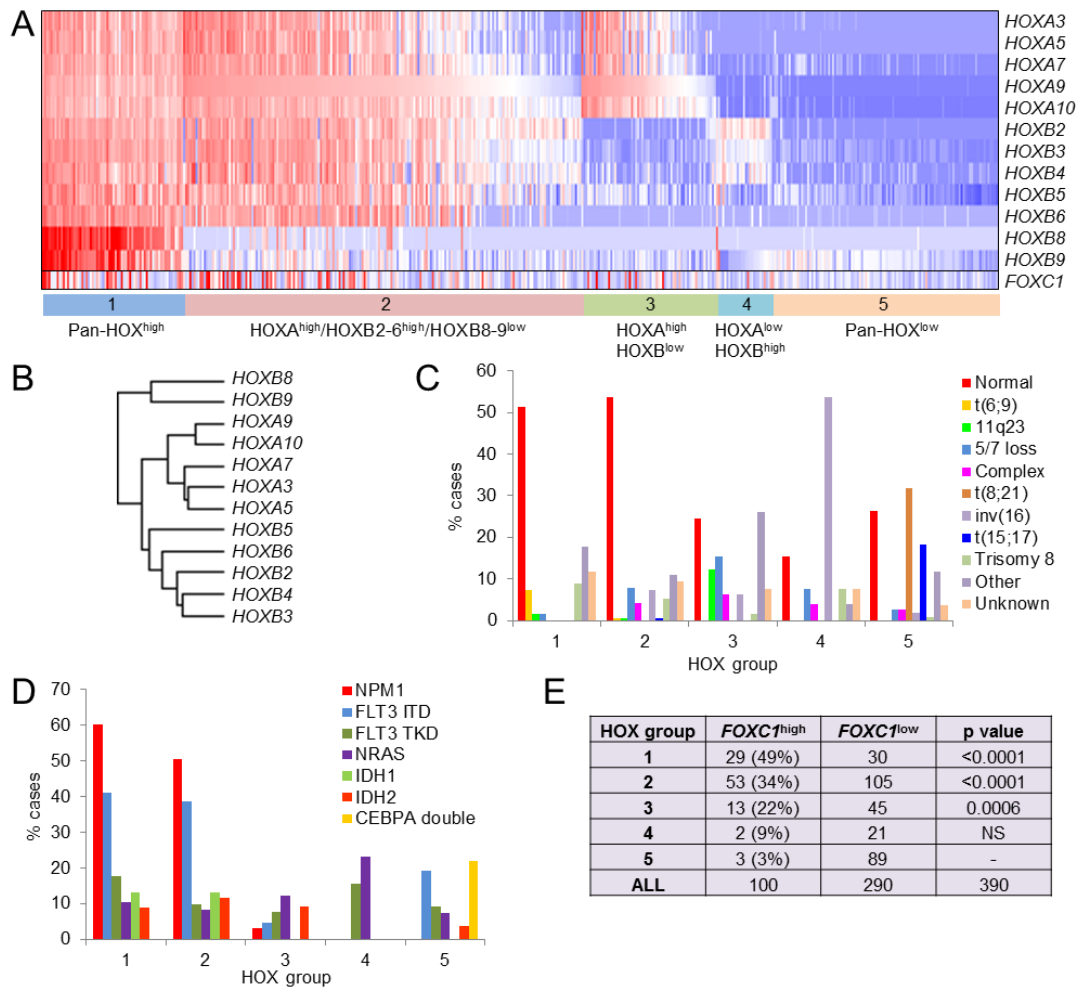 A
HOXA3
HOXA5
HOXA7
HOXA9
HOXA10
HOXB2
HOXB3
HOXB4
HOXB5
HOXB6
HOXB8
HOXB9
FOXC1
1 2 3 4 5
Pan-HOXhigh
HOXAhigh/HOXB2-6high/HOXB8-9low
HOXAhigh
HOXBlow
HOXAlow
HOXBhigh
Pan-HOXlow
B
HOXB8
HOXB9
HOXA9
HOXA10
HOXA7
HOXA3
HOXA5
HOXB5
HOXB6
HOXB2
HOXB4
HOXB3
C
% cases
60
50
40
30
20
10
0
1 2 3 4 5
HOX group
Normal
t(6;9)
11q23
5/7 loss
Complex
t(8;21)
inv(16)
t(15;17)
Trisomy 8
Other
Unknown
D
% cases
70
60
50
40
30
20
10
0
1 2 3 4 5
HOX group
NPM1
FLT3 ITD
FLT3 TKD
NRAS
IDH1
IDH2
CEBPA double
E
HOX group FOXC1high FOXC1low p value
1 29 (49%) 30 <0.0001
2 53 (34%) 105 <0.0001
3 13 (22%) 45 0.0006
4 2 (9%) 21 NS
5 3 (3%) 89 -
ALL 100 290 390